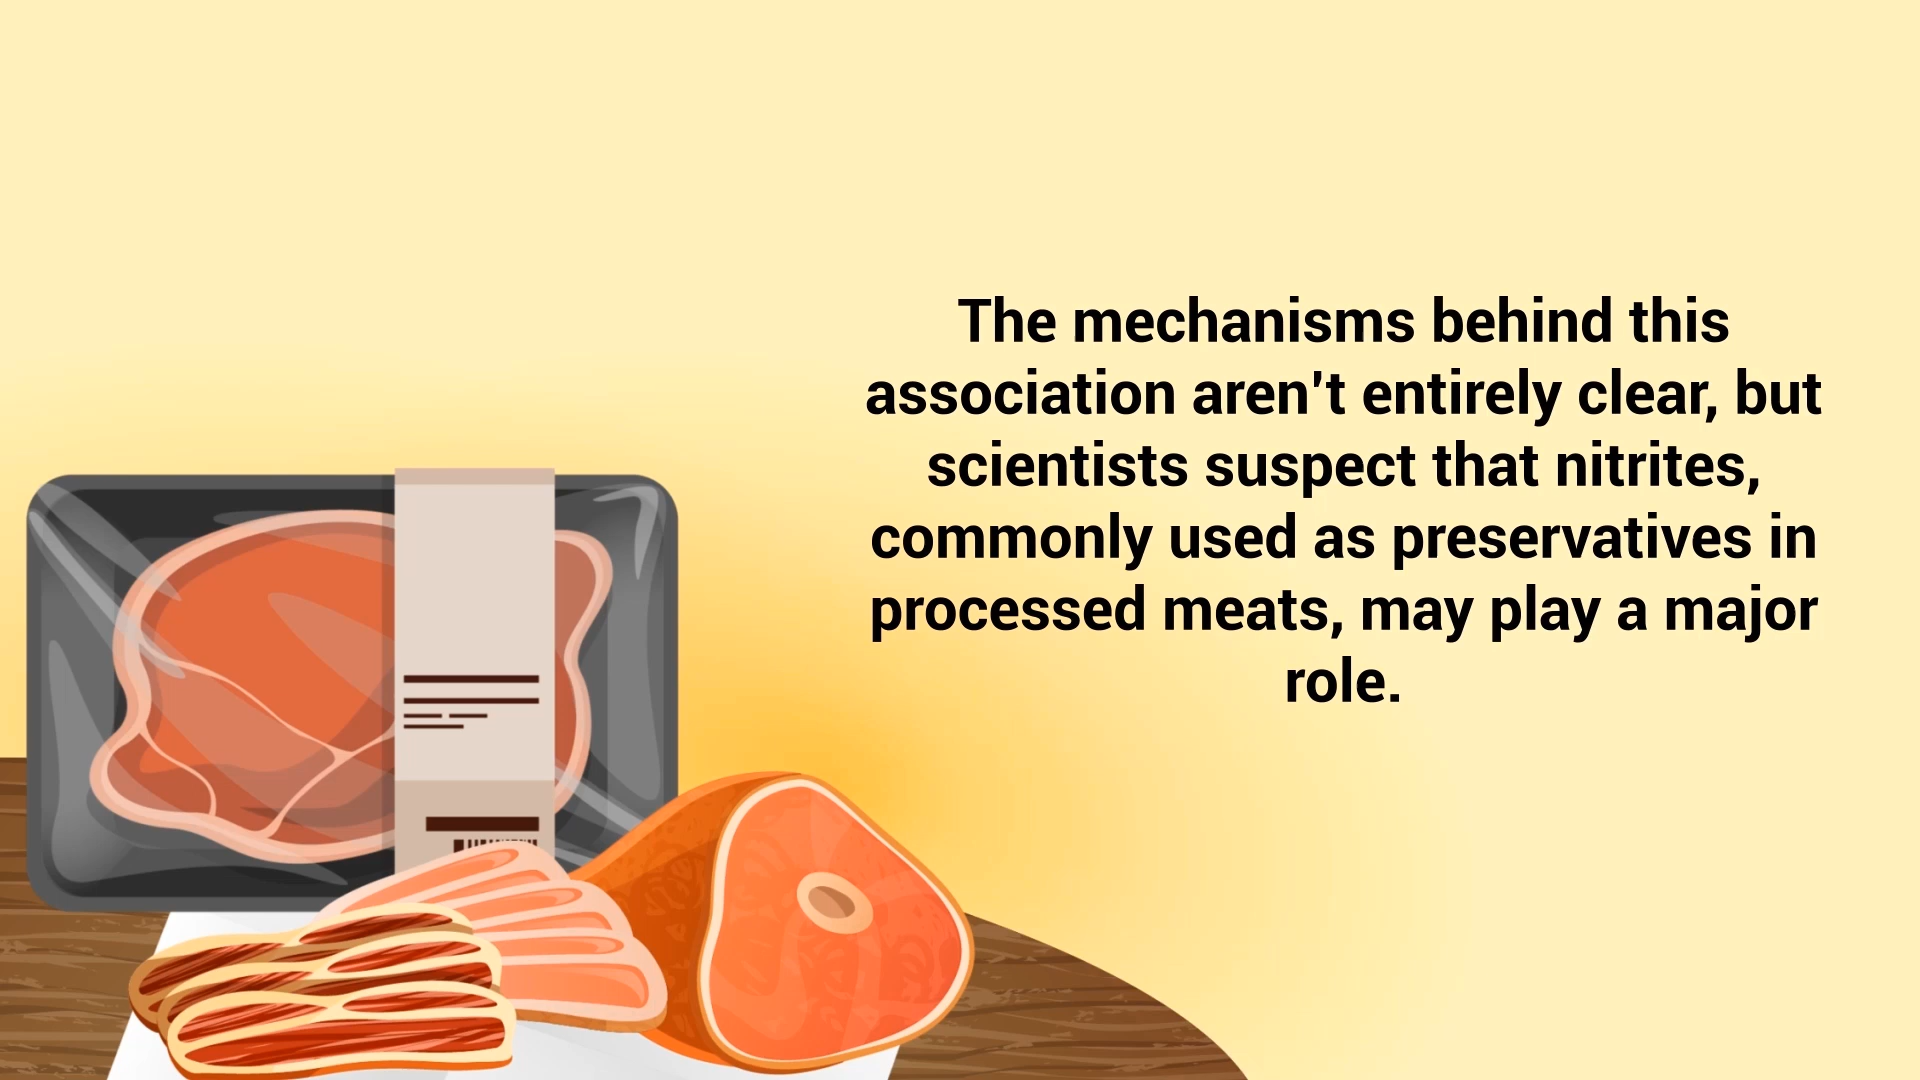 The mechanisms behind this
association aren't entirely clear, but
scientists suspect that nitrites,
commonly used as preservatives in
processed meats, may play a major
role.